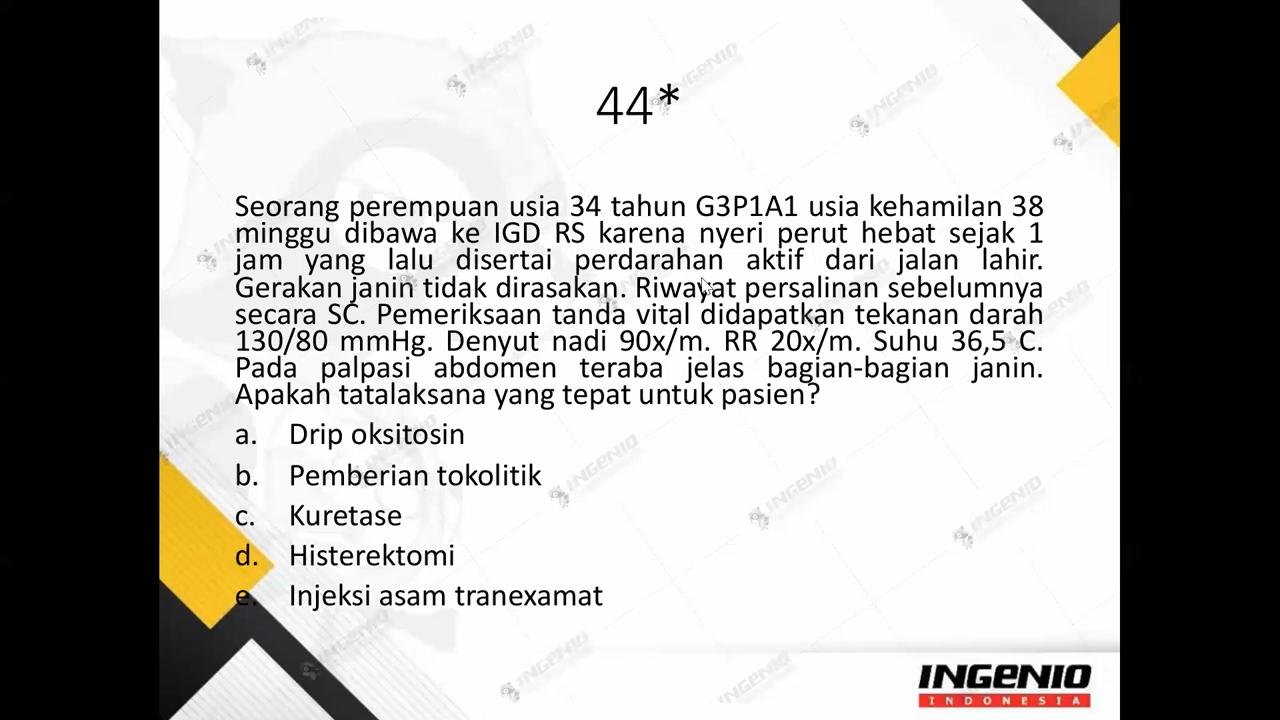 44*
Seorang perempuan usia 34 tahun G3P1A1 usia kehamilan 38
minggu dibawa ke IGD RS karena nyeri perut hebat sejak 1
jam yang lalu disertai perdarahan aktif dari jalan lahir.
Gerakan janin tidak dirasakan. Riwayat persalinan sebelumnya
secara SC. Pemeriksaan tanda vital didapatkan tekanan darah
130/80 mmHg. Denyut nadi 90x/m. RR 20x/m. Suhu 36,5 C.
Pada palpasi abdomen teraba jelas bagian-bagian janin.
Apakah tatalaksana yang tepat untuk pasien?
a. Drip oksitosin
b. Pemberian tokolitik
c. Kuretase
d. Histerektomi
e. Injeksi asam tranexamat
INGENIO
INDONESIA